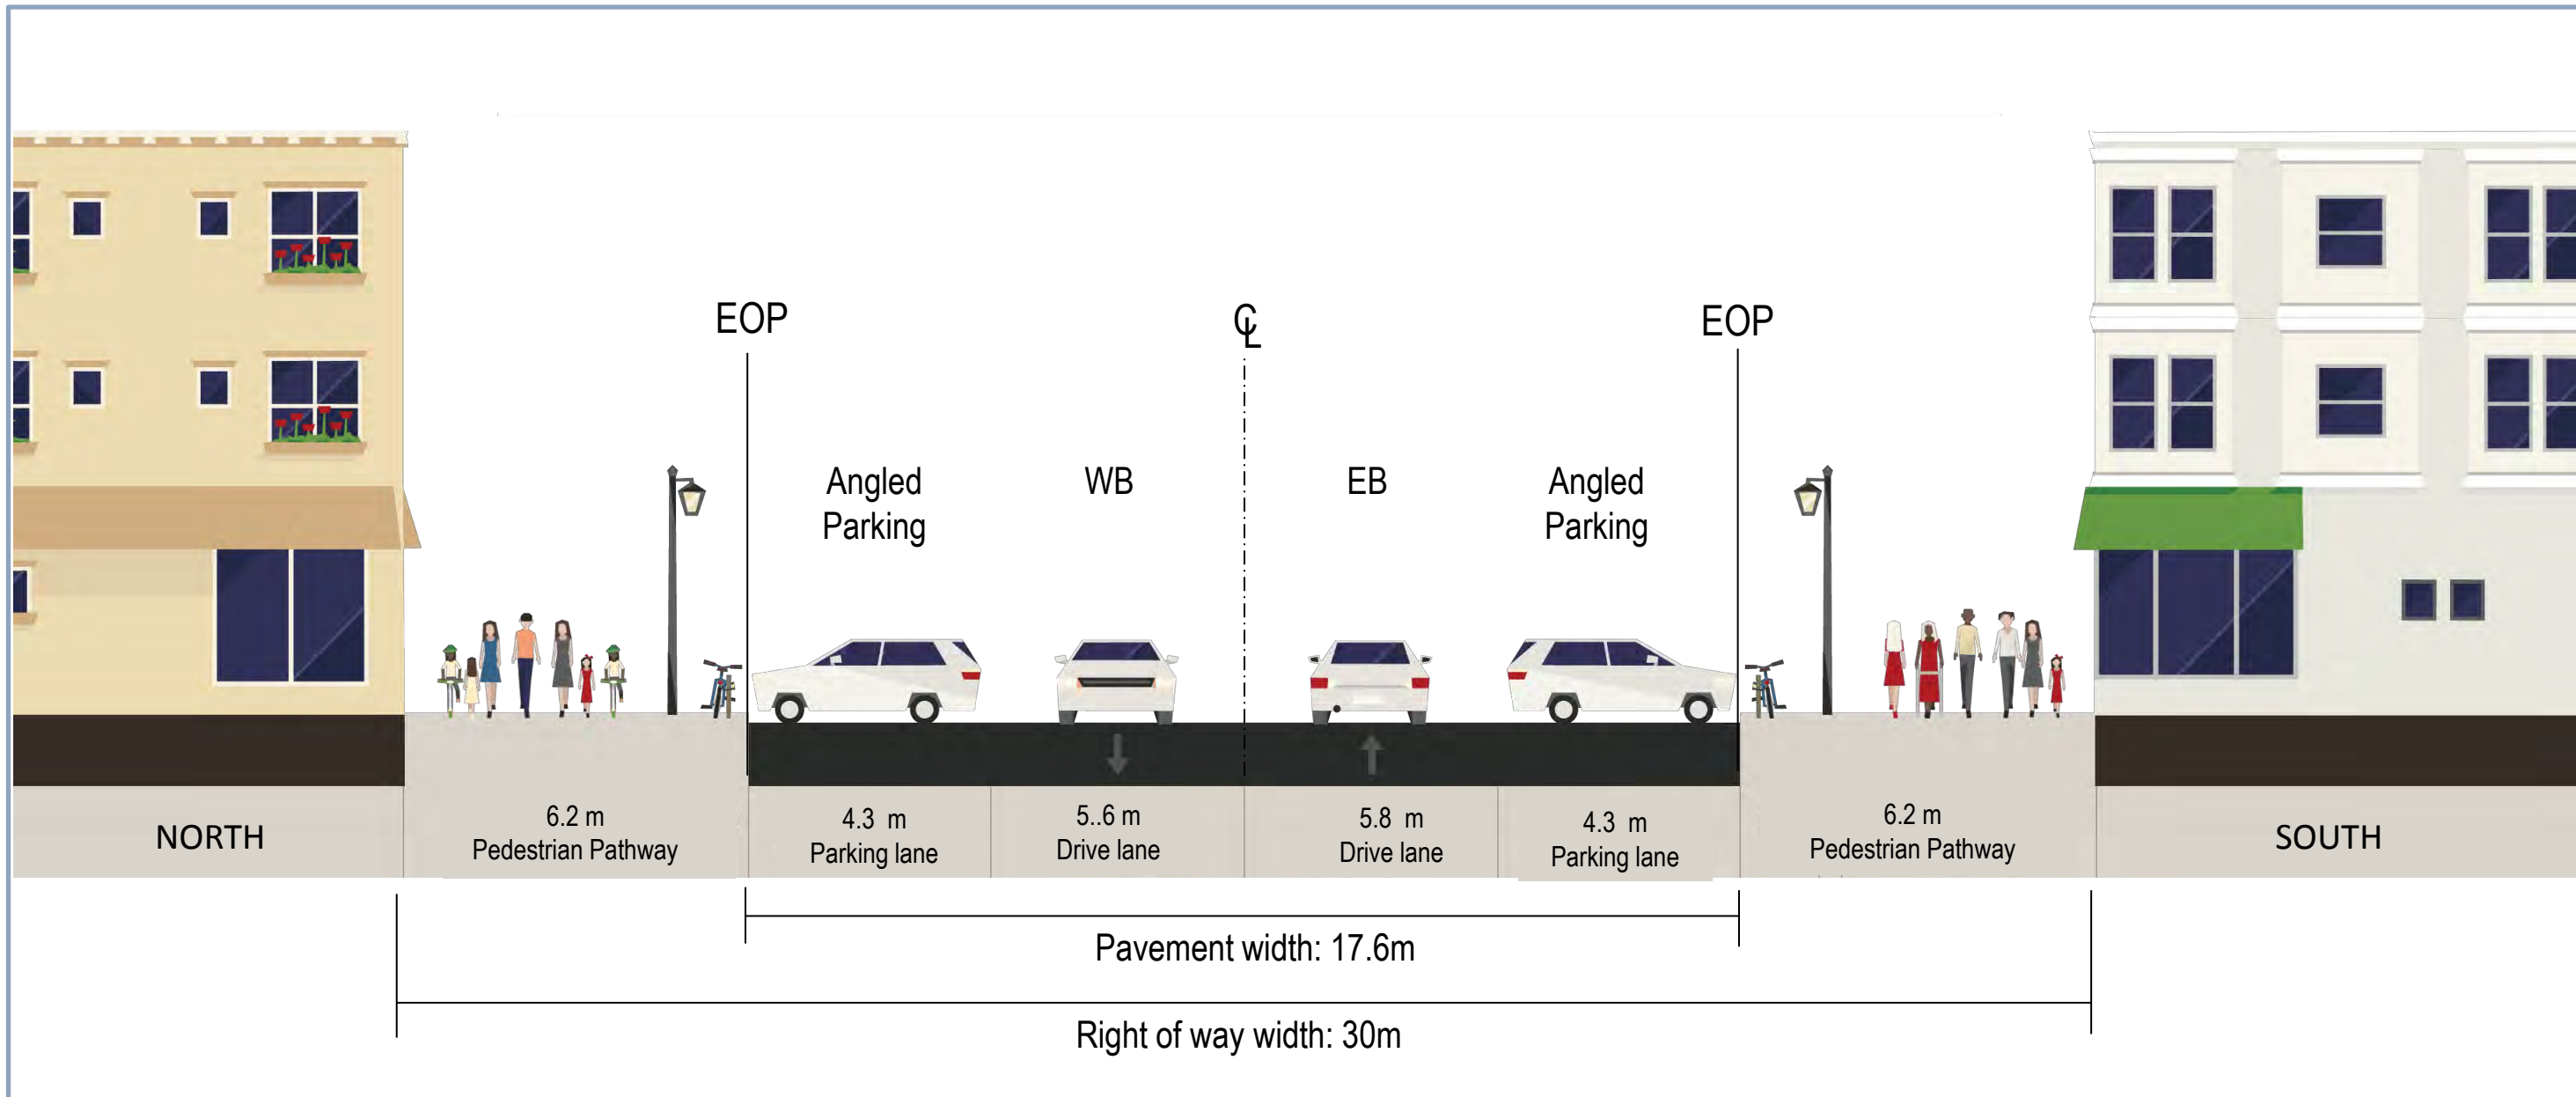 EOP
℄
EOP
Angled
Parking
WB
EB
Angled
Parking
NORTH
6.2 m
Pedestrian Pathway
4.3 m
Parking lane
5..6 m
Drive lane
5.8 m
Drive lane
4.3 m
Parking lane
6.2 m
Pedestrian Pathway
SOUTH
Pavement width: 17.6m
Right of way width: 30m